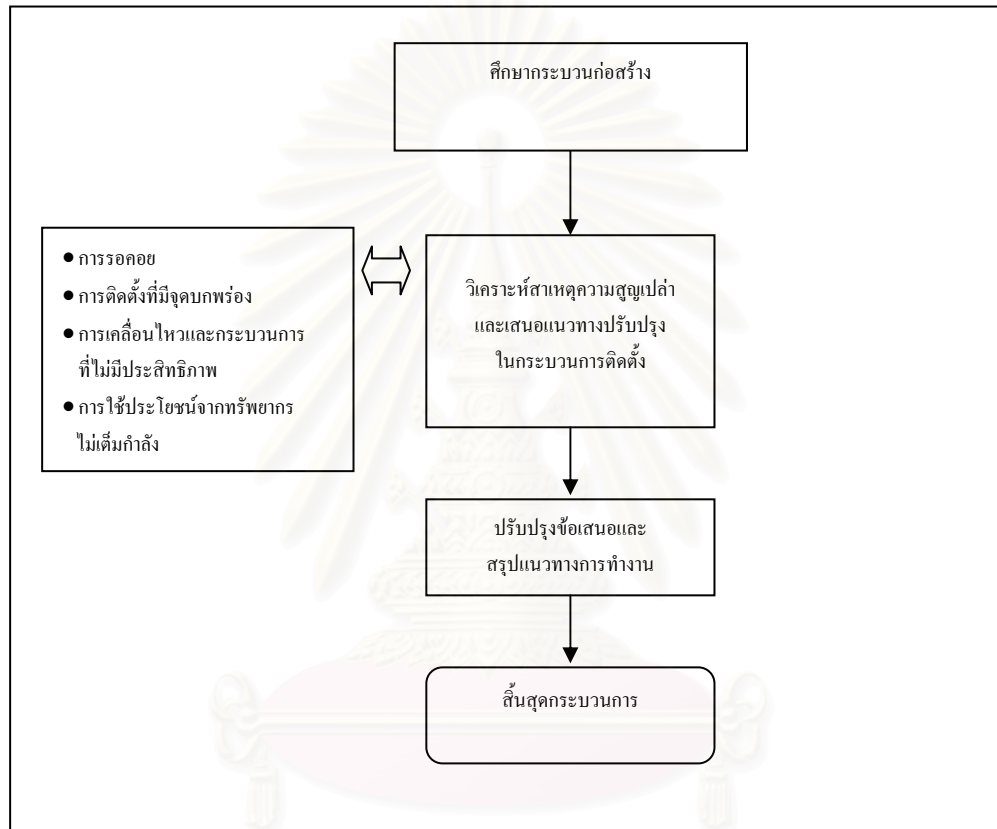 ศึกษากระบวนก่อสร้าง
● การรอคอย
● การติดตั้งที่มีจุดบกพร่อง
● การเคลื่อนไหวและกระบวนการ
ที่ไม่มีประสิทธิภาพ
● การใช้ประโยชน์จากทรัพยากร
ไม่เต็มกำลัง
วิเคราะห์สาเหตุความสูญเปล่า
และเสนอแนวทางปรับปรุง
ในกระบวนการติดตั้ง
ปรับปรุงข้อเสนอและ
สรุปแนวทางการทำงาน
สิ้นสุดกระบวนการ